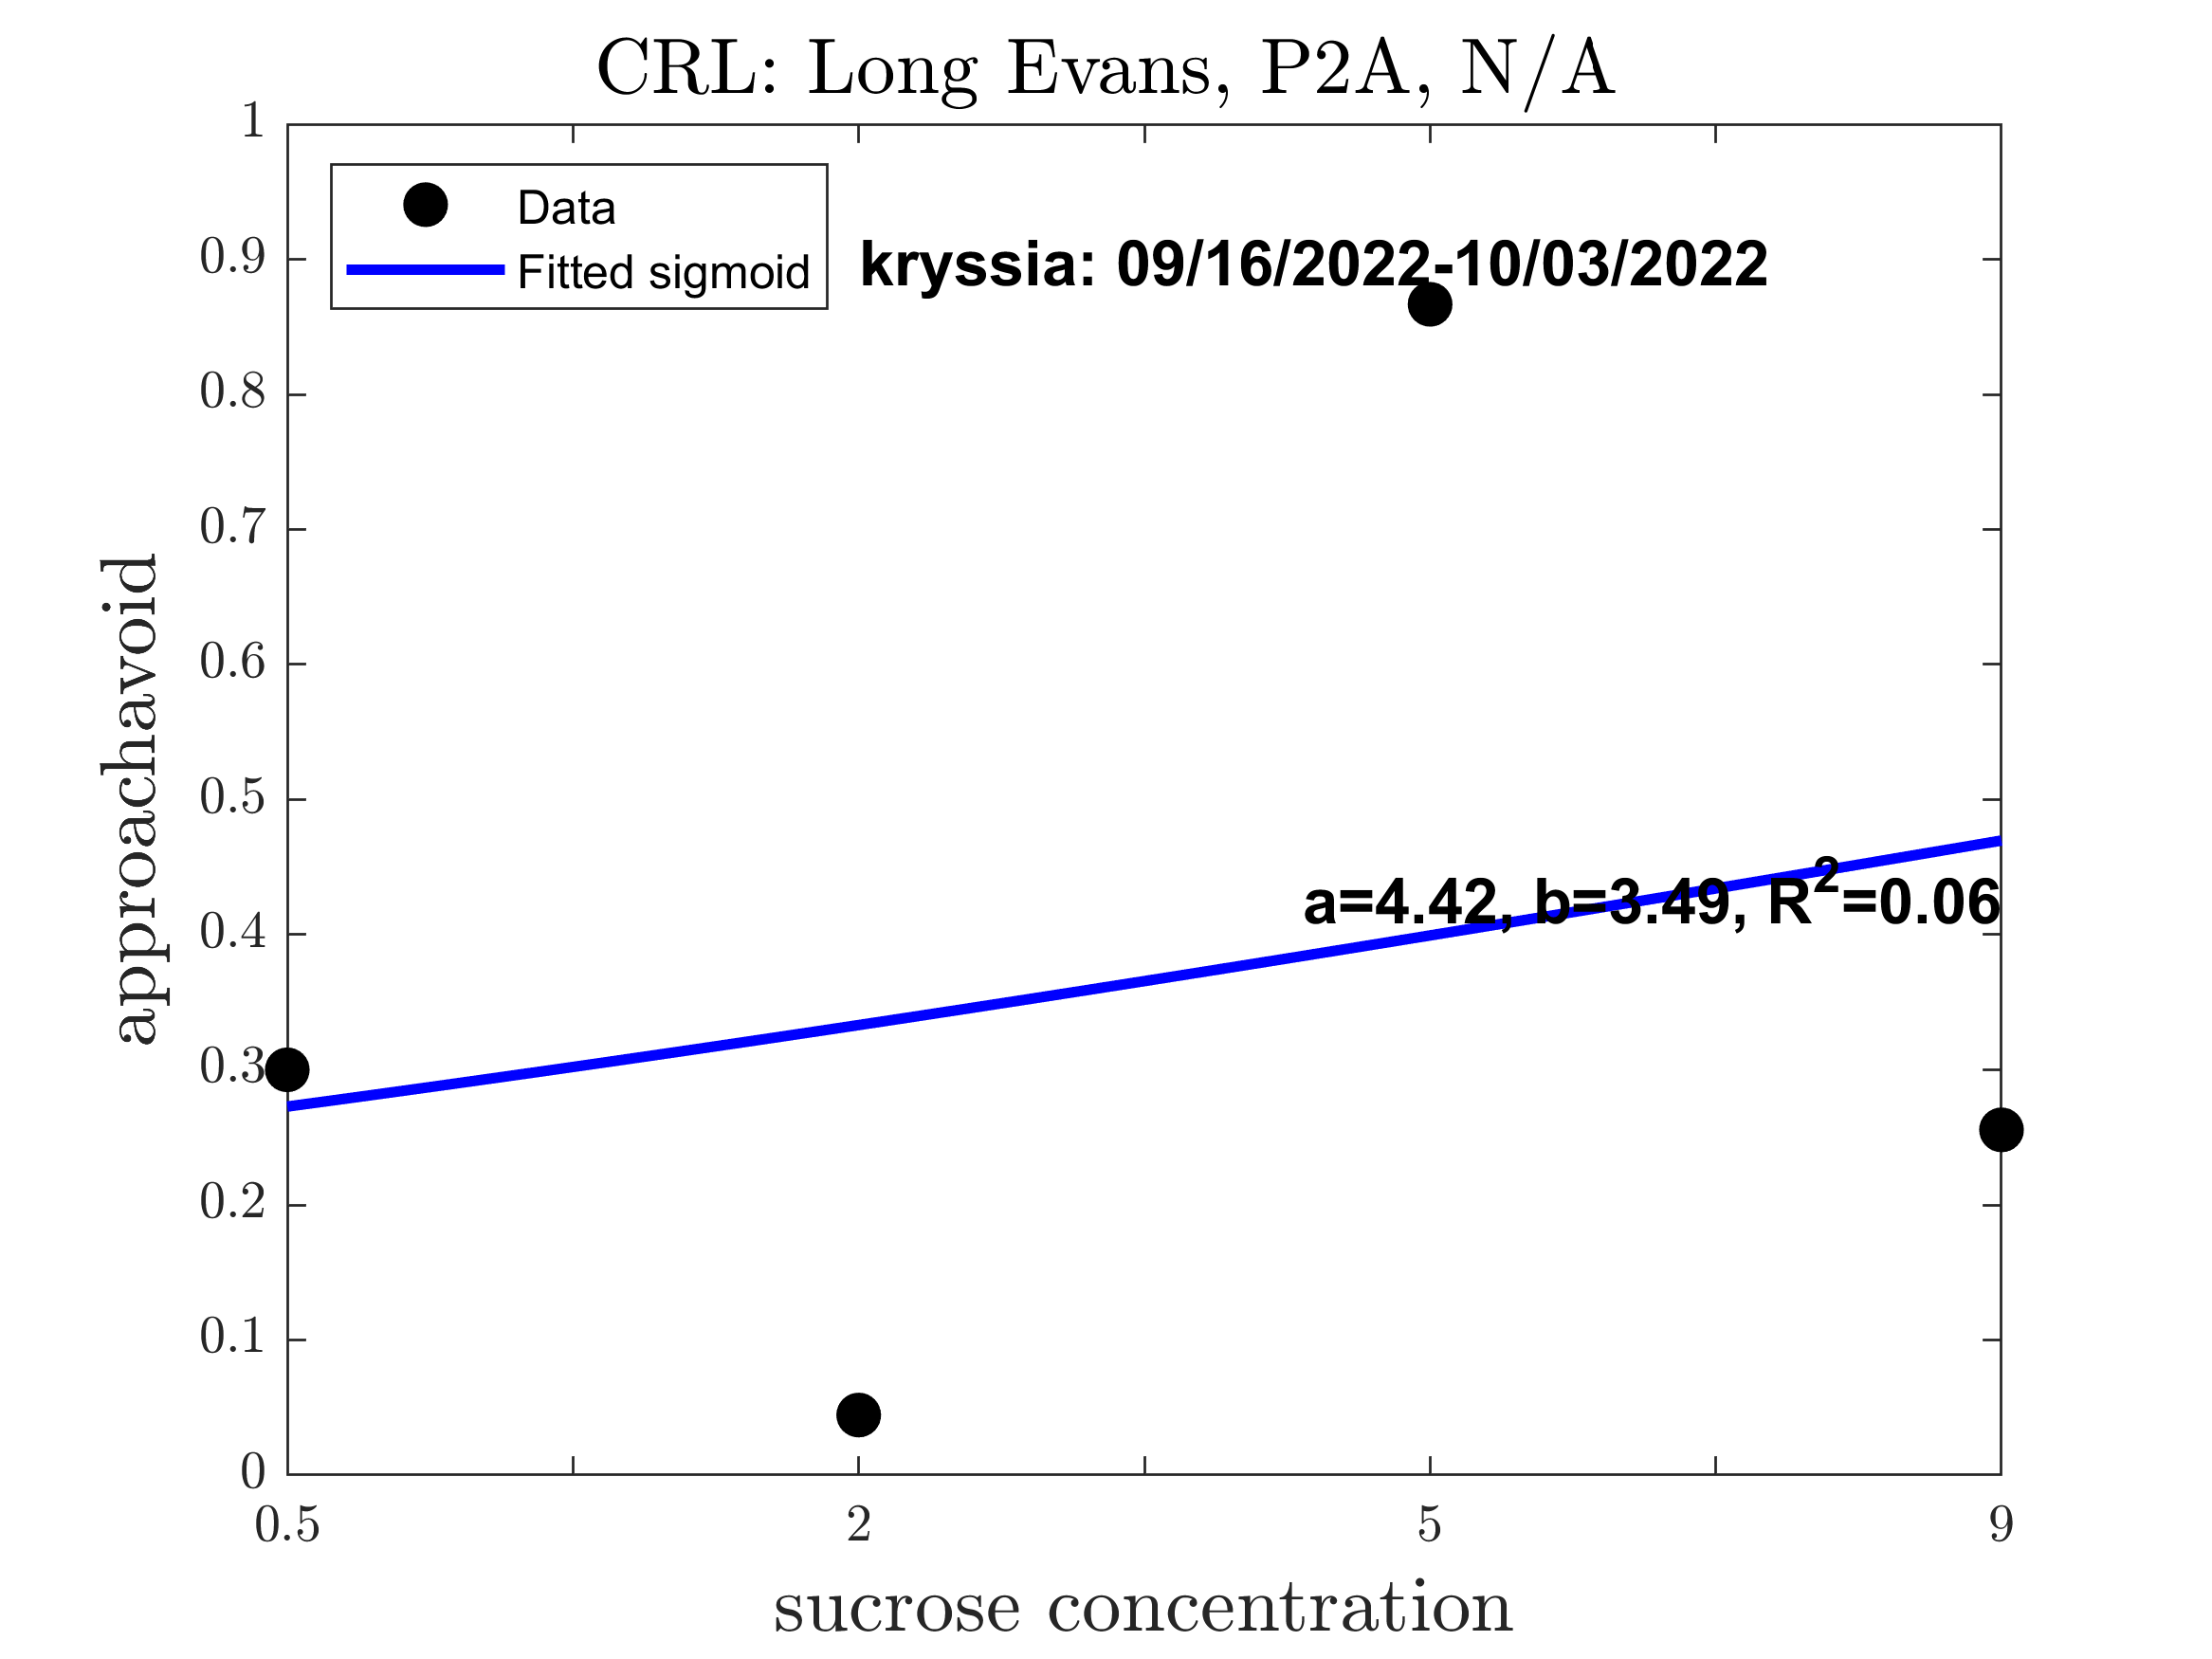 CRL: Long Evans, P2A, N/A
1
Data
Fitted sigmoid
kryssia: 09/16/2022-10/03/2022
0.9
0.8
0.7
0.6
0.5
0.4
0.3
0.2
0.1
0
approachavoid
a=4.42, b=3.49, R²=0.06
0.5 2 5 9
sucrose concentration